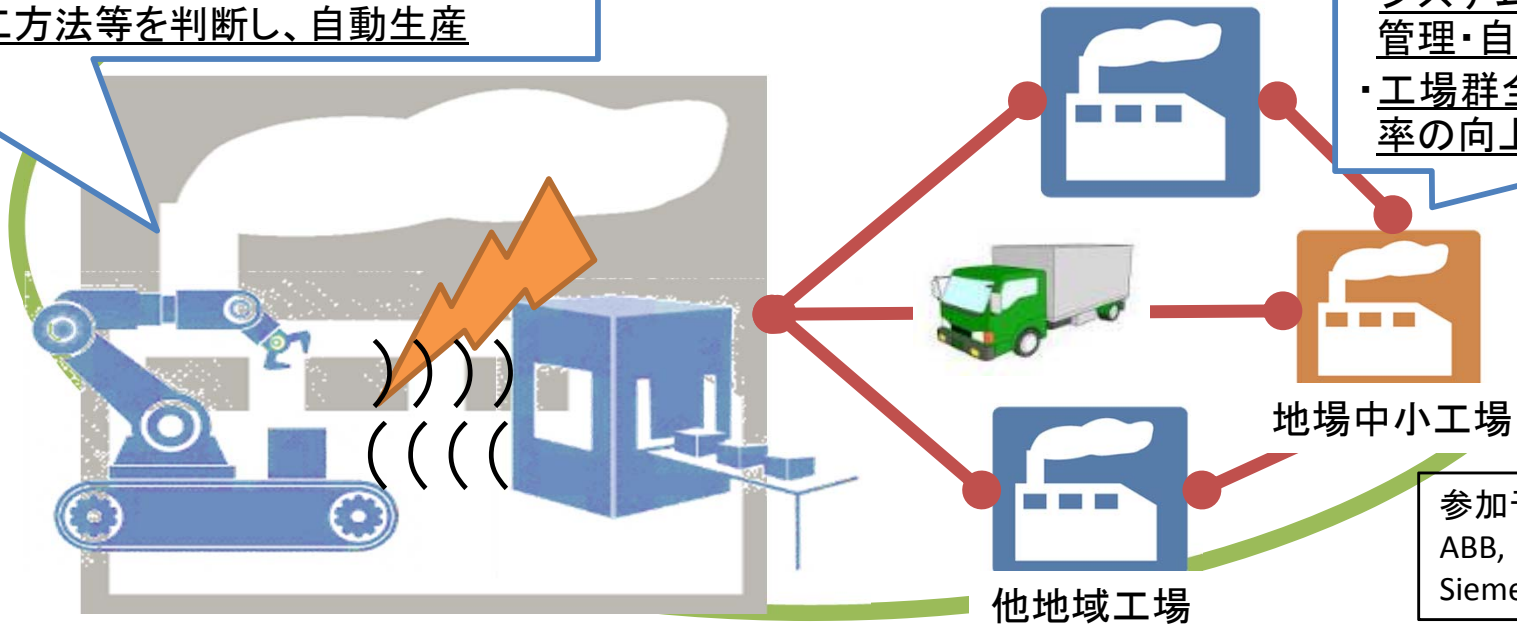 工方法等を判断し、自動生産
管理・自
・工場群全
率の向上
地場中小工場
他地域工場
参加
ABB,
Sieme